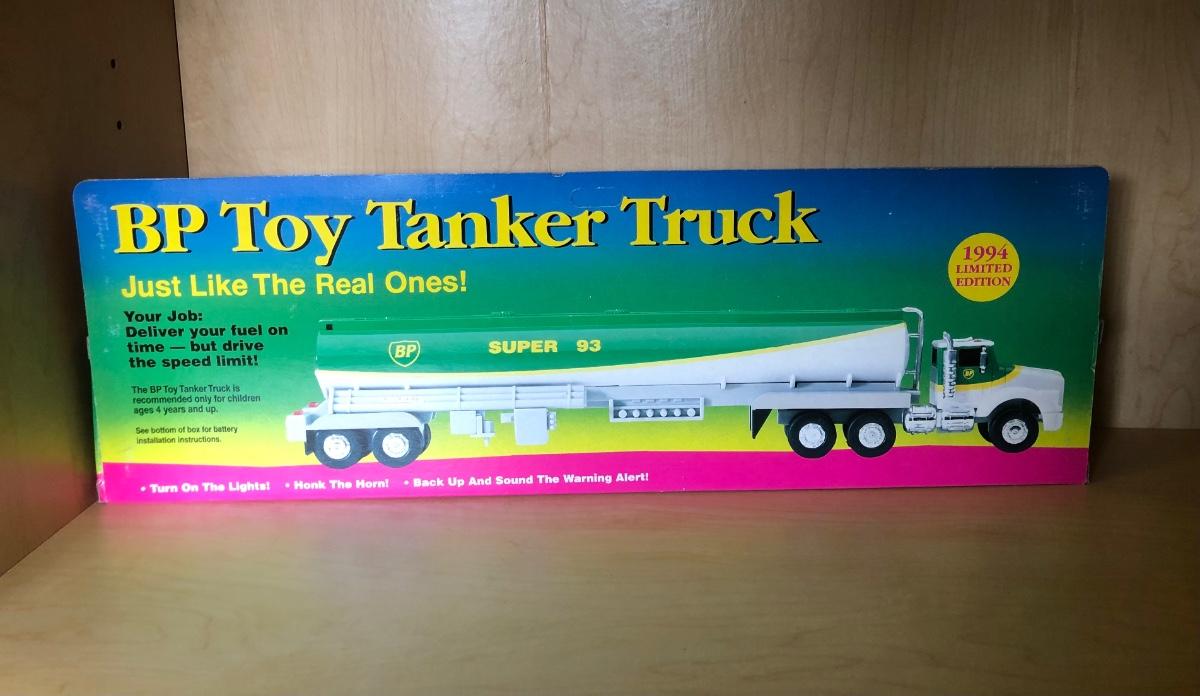 BP Toy Tanker Truck
Just Like The Real Ones!
1994
LIMITED
EDITION
Your Job:
Deliver your fuel on
time — but drive
the speed limit!
The BP Toy Tanker Truck is
recommended only for children
ages 4 years and up.
See bottom of box for battery
installation instructions.
BP
SUPER 93
BP
• Turn On The Lights! • Honk The Horn! • Back Up And Sound The Warning Alert!